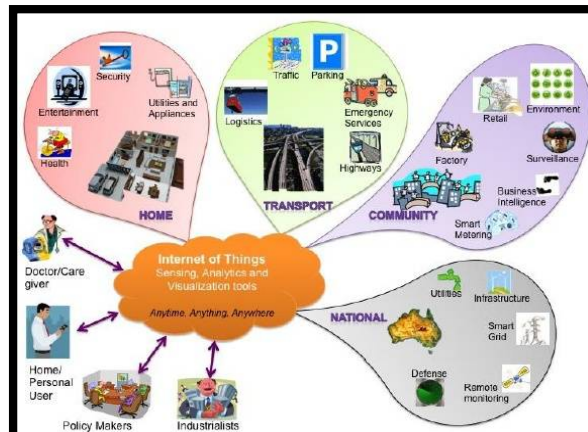 Security
Entertainment
Utilities and
Appliances
Health
HOME
Traffic
Parking
P
Logistics
Emergency
Services
Highways
TRANSPORT
Retail
Environment
Factory
Surveillance
Business
Intelligence
COMMUNITY
Smart
Metering
Internet of Things
Sensing, Analytics and
Visualization tools
Anytime, Anything, Anywhere
Doctor/Care
giver
Home/
Personal
User
Policy Makers
Industrialists
NATIONAL
Utilities
Infrastructure
Smart
Grid
Defense
Remote
monitoring